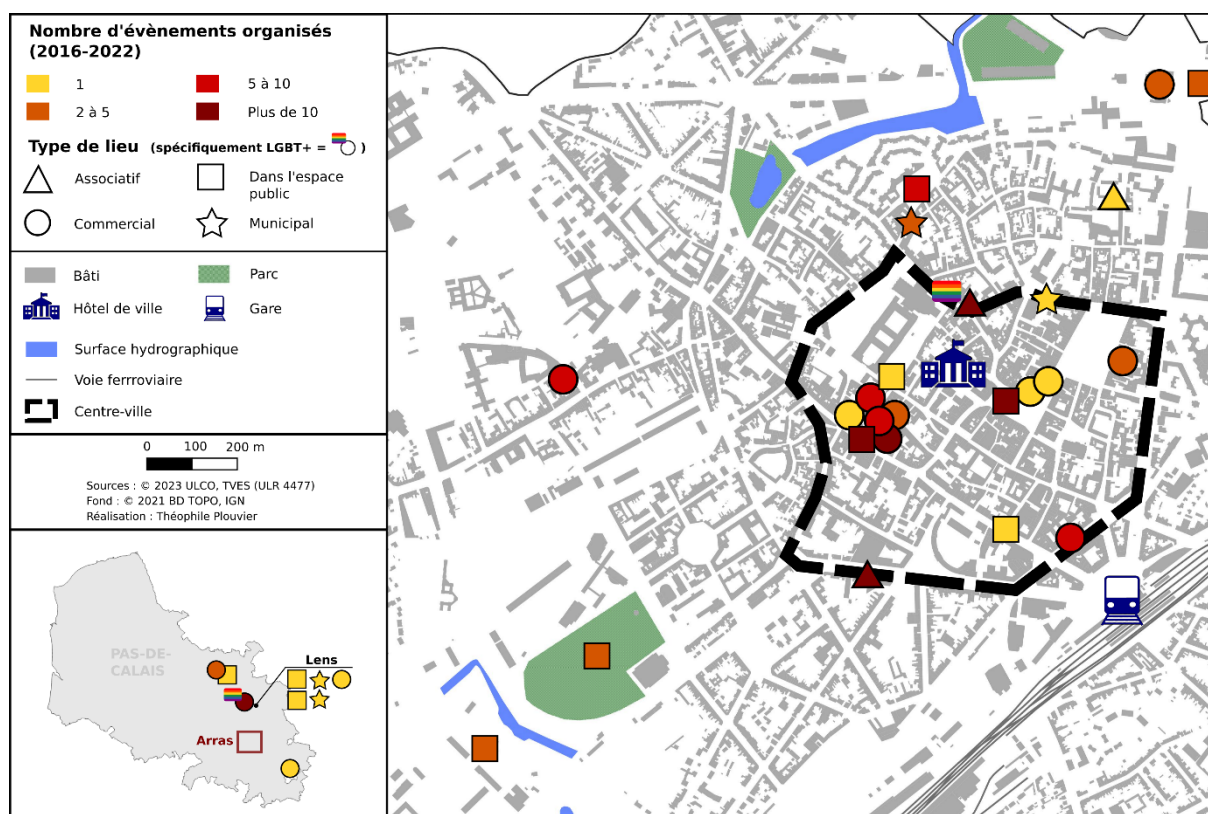 Nombre d'évènements organisés
(2016-2022)
1
5 à 10
2 à 5
Plus de 10
Type de lieu (spécifiquement LGBT+ = )
Associatif
Dans l'espace
public
Commercial
Municipal
Bâti
Parc
Hôtel de ville
Gare
Surface hydrographique
Voie ferrroviaire
Centre-ville
0 100 200 m
Sources : © 2023 ULCO, TVES (ULR 4477)
Fond : © 2021 BD TOPO, IGN
Réalisation : Théophile Plouvier
PAS-DE-
CALAIS
Lens
Arras